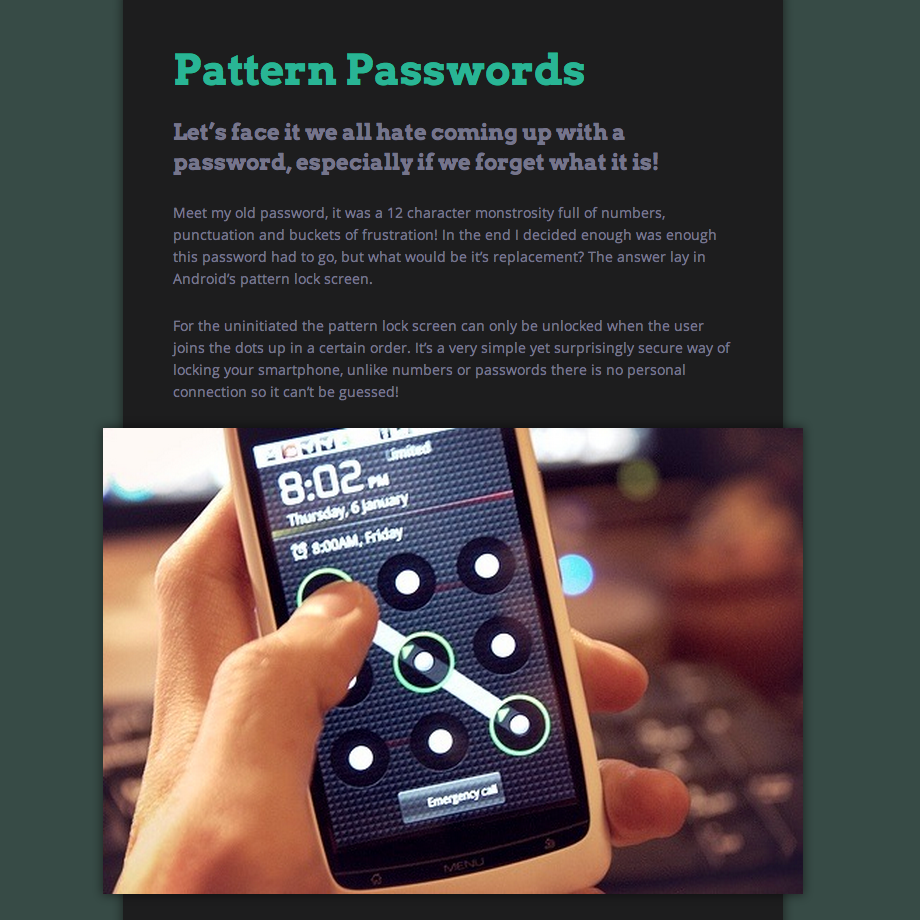 Pattern Passwords
Let’s face it we all hate coming up with a
password, especially if we forget what it is!
Meet my old password, it was a 12 character monstrosity full of numbers,
punctuation and buckets of frustration! In the end I decided enough was enough
this password had to go, but what would be it’s replacement? The answer lay in
Android’s pattern lock screen.
For the uninitiated the pattern lock screen can only be unlocked when the user
joins the dots up in a certain order. It’s a very simple yet surprisingly secure way of
locking your smartphone, unlike numbers or passwords there is no personal
connection so it can’t be guessed!
Limited
8:02 PM
Thursday, 6 January
8:00AM, Friday
Emergency call
MENU